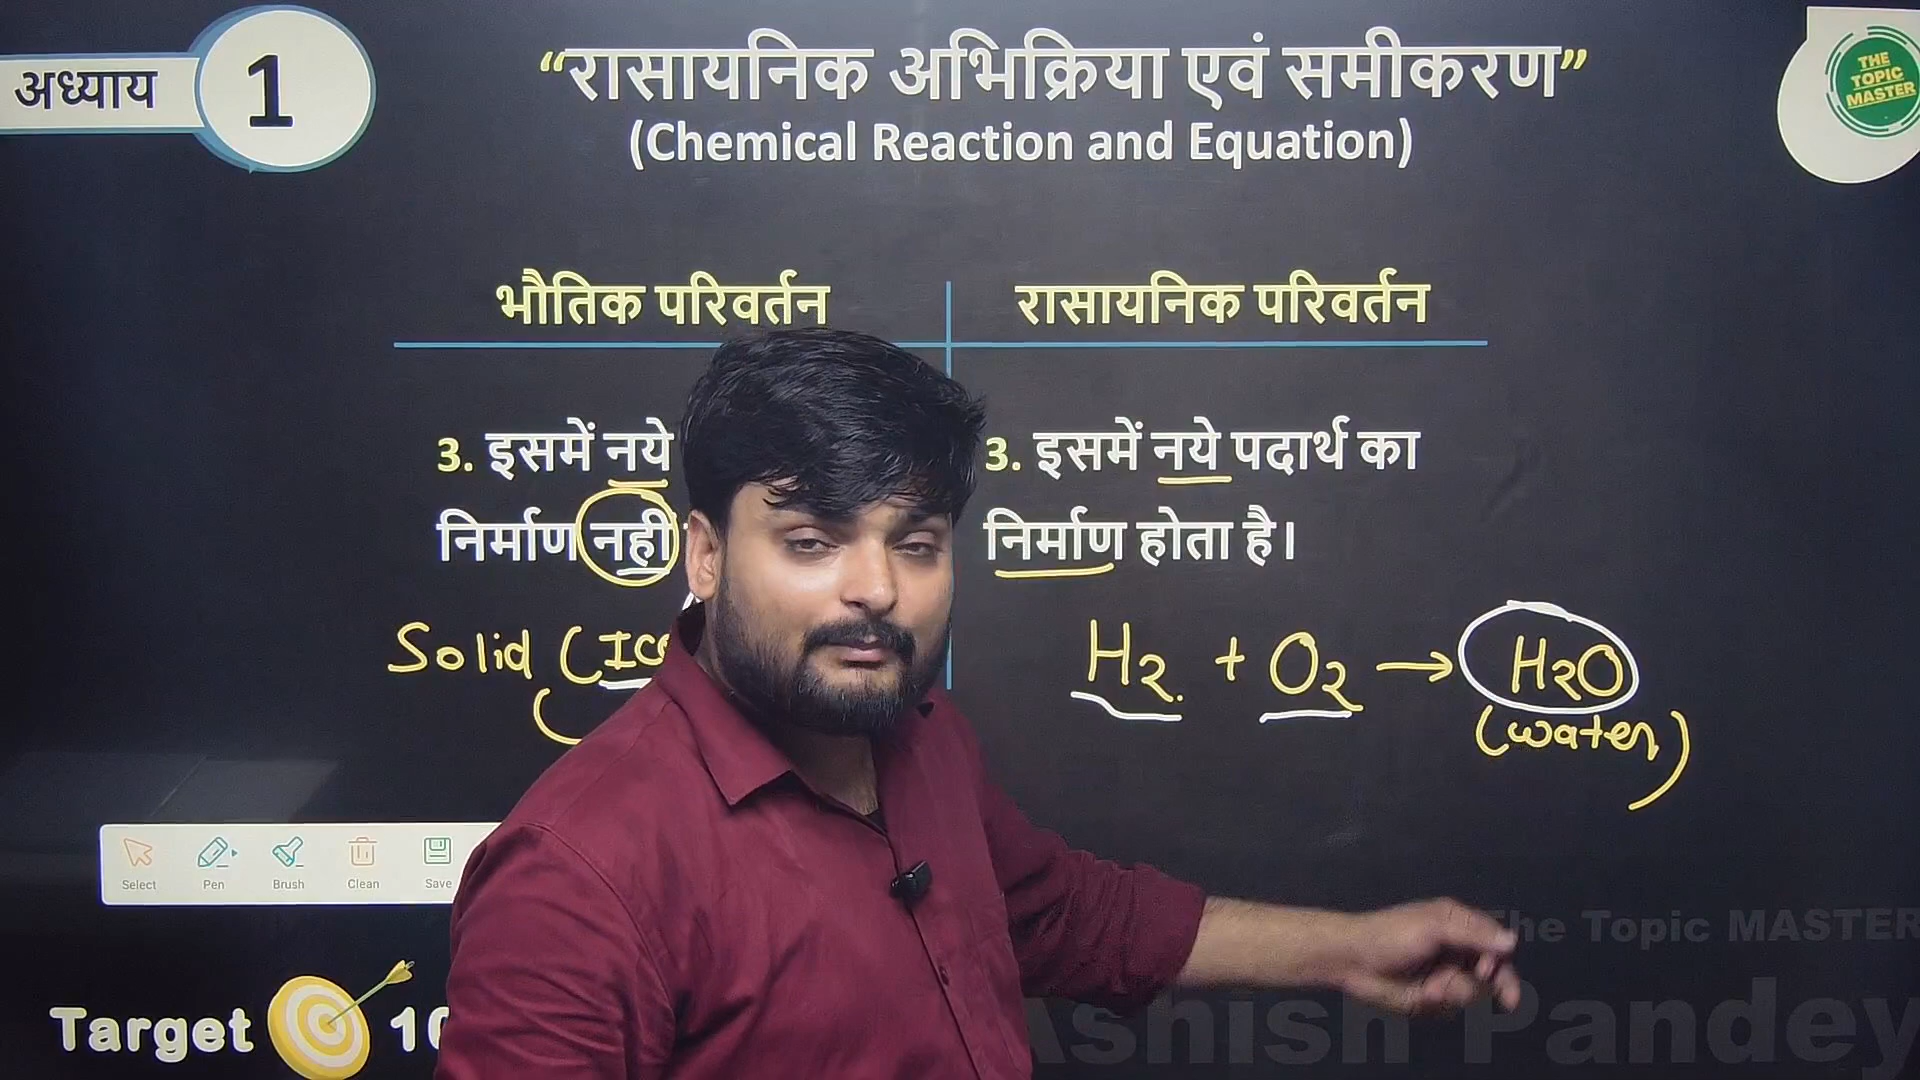 अध्याय 1
“रासायनिक अभिक्रिया एवं समीकरण”
(Chemical Reaction and Equation)
THE
TOPIC
MASTER
भौतिक परिवर्तन
रासायनिक परिवर्तन
3. इसमें नये
निर्माण नही
Solid (Ice
3. इसमें नये पदार्थ का
निर्माण होता है।
H2 + O2 → H2O
(water)
Select Pen Brush Clean Save
The Topic MASTER
Ashish Pandey
Target 10